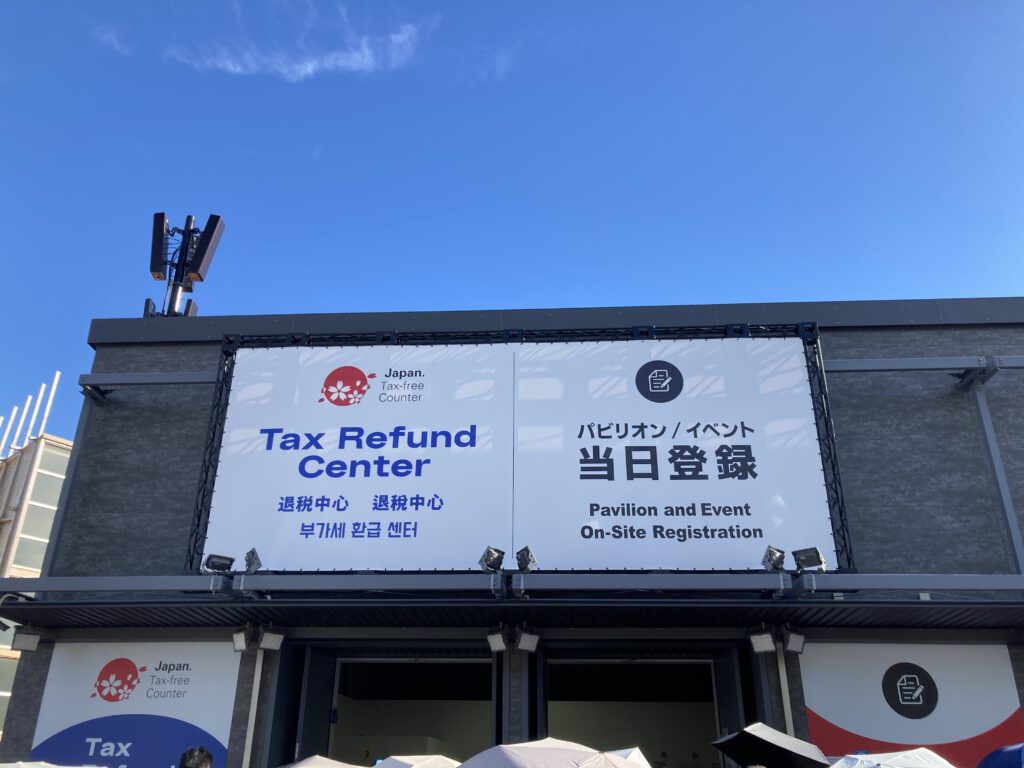 Japan.
Tax-free
Counter
Tax Refund
Center
退税中心 退稅中心
부가세 환급 센터
パビリオン / イベント
当日登録
Pavilion and Event
On-Site Registration
Japan.
Tax-free
Counter
Tax